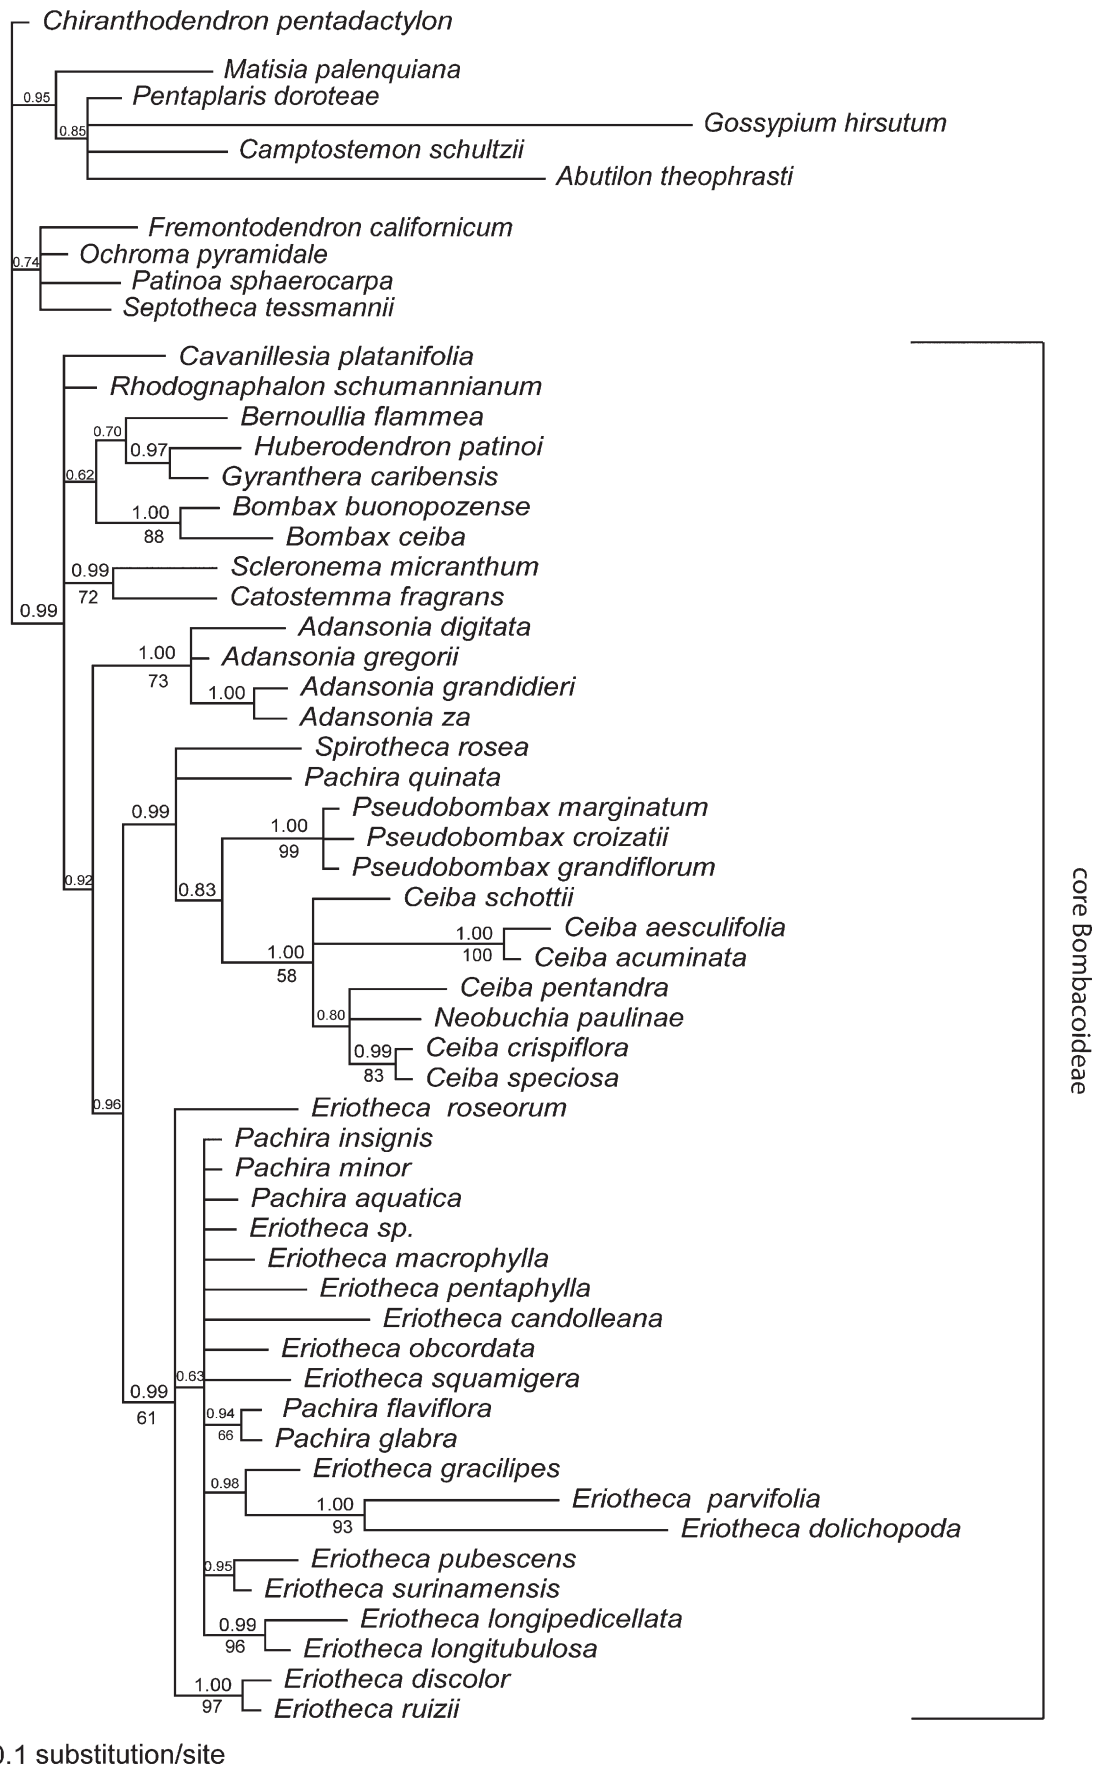 Chiranthodendron pentadactylon
Matisia palenquiana
0.95
Pentaplaris doroteae
Gossypium hirsutum
0.85
Camptostemon schultzii
Abutilon theophrasti
Fremontodendron californicum
Ochroma pyramidale
0.74
Patinoa sphaerocarpa
Septotheca tessmannii
Cavanillesia platanifolia
Rhodognaphalon schumannianum
Bernoullia flammea
0.70
Huberodendron patinoi
0.97
Gyranthera caribensis
0.62
Bombax buonopozense
1.00
88
Bombax ceiba
Scleronema micranthum
0.99
72
Catostemma fragrans
0.99
Adansonia digitata
1.00
Adansonia gregorii
73
Adansonia grandidieri
1.00
Adansonia za
Spirotheca rosea
Pachira quinata
0.99
Pseudobombax marginatum
1.00
Pseudobombax croizatii
99
Pseudobombax grandiflorum
0.92
0.83
Ceiba schottii
Ceiba aesculifolia
1.00
100
Ceiba acuminata
1.00
58
Ceiba pentandra
0.80
Neobuchia paulinae
Ceiba crispiflora
0.99
83
Ceiba speciosa
core Bombacoideae
0.96
Eriotheca roseorum
Pachira insignis
Pachira minor
Pachira aquatica
Eriotheca sp.
Eriotheca macrophylla
Eriotheca pentaphylla
Eriotheca candolleana
Eriotheca obcordata
0.63
Eriotheca squamigera
0.99
61
Pachira flaviflora
0.94
66
Pachira glabra
Eriotheca gracilipes
0.98
Eriotheca parvifolia
1.00
93
Eriotheca dolichopoda
Eriotheca pubescens
0.95
Eriotheca surinamensis
Eriotheca longipedicellata
0.99
96
Eriotheca longitubulosa
Eriotheca discolor
1.00
97
Eriotheca ruizii
0.1 substitution/site